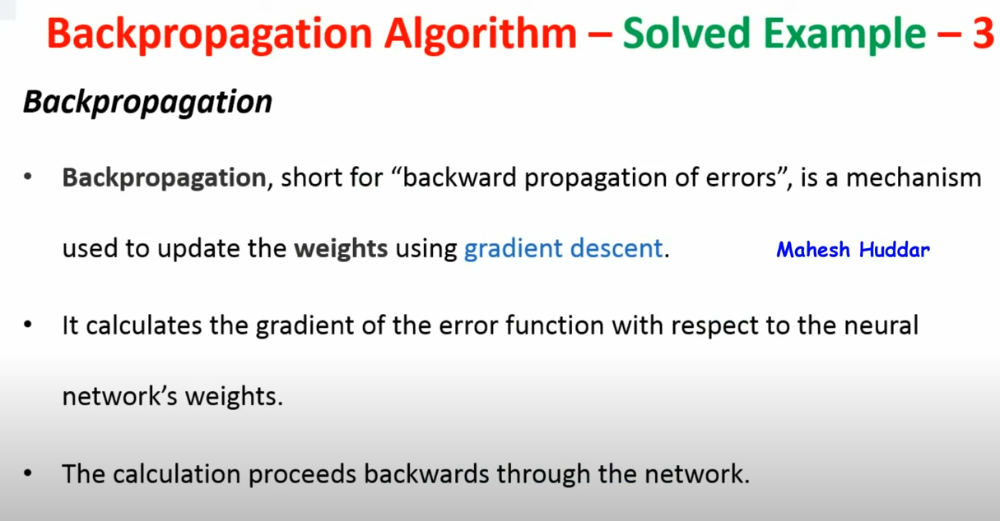 Backpropagation Algorithm – Solved Example – 3
Backpropagation
• Backpropagation, short for “backward propagation of errors”, is a mechanism
used to update the weights using gradient descent.
Mahesh Huddar
• It calculates the gradient of the error function with respect to the neural
network’s weights.
• The calculation proceeds backwards through the network.